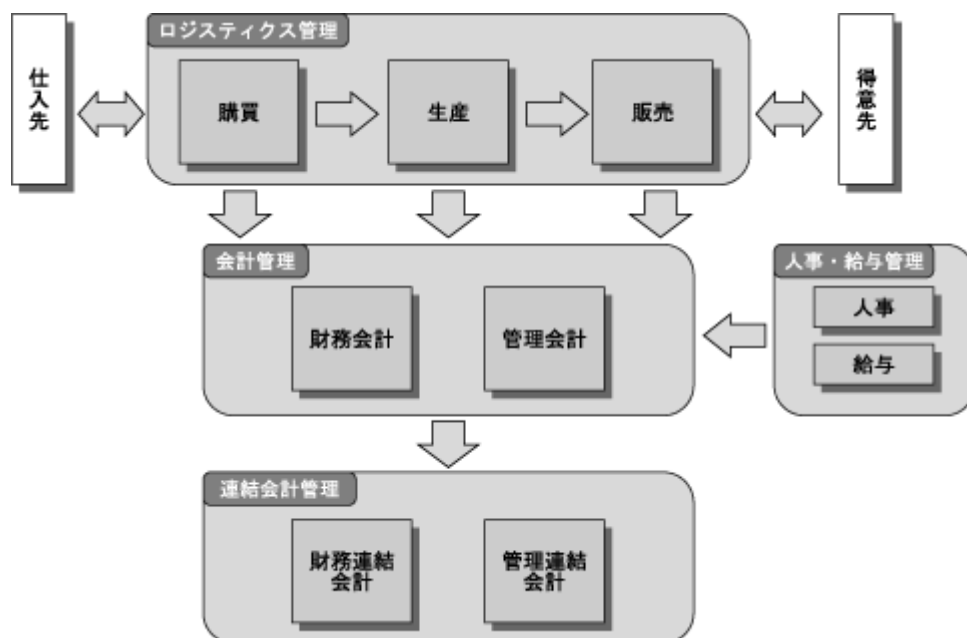 ロジスティクス管理
仕入先
購買
生産
販売
得意先
会計管理
財務会計
管理会計
人事・給与管理
人事
給与
連結会計管理
財務連結
会計
管理連結
会計